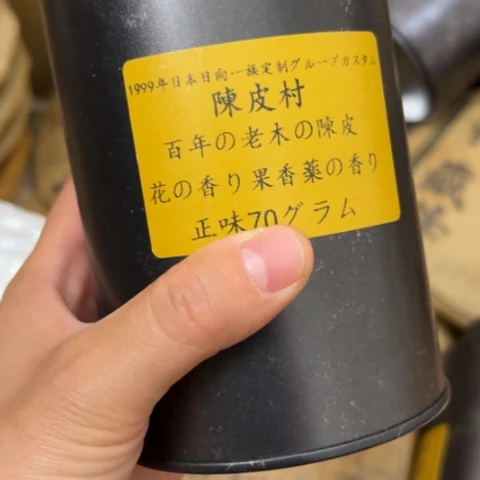 1999年日本日向一族定制グループカスタム
陳皮村
百年の老木の陳皮
花の香り果香薬の香り
正味70グラム